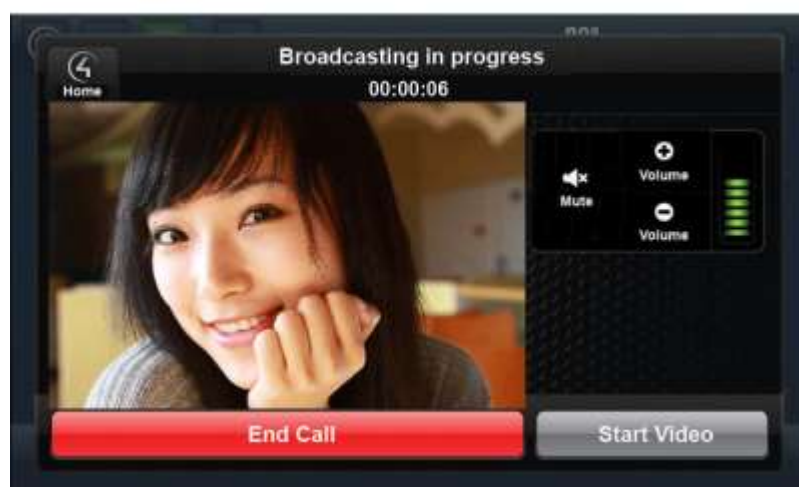 Broadcasting in progress
Home
00:00:06
Volume
Mute
Volume
End Call
Start Video